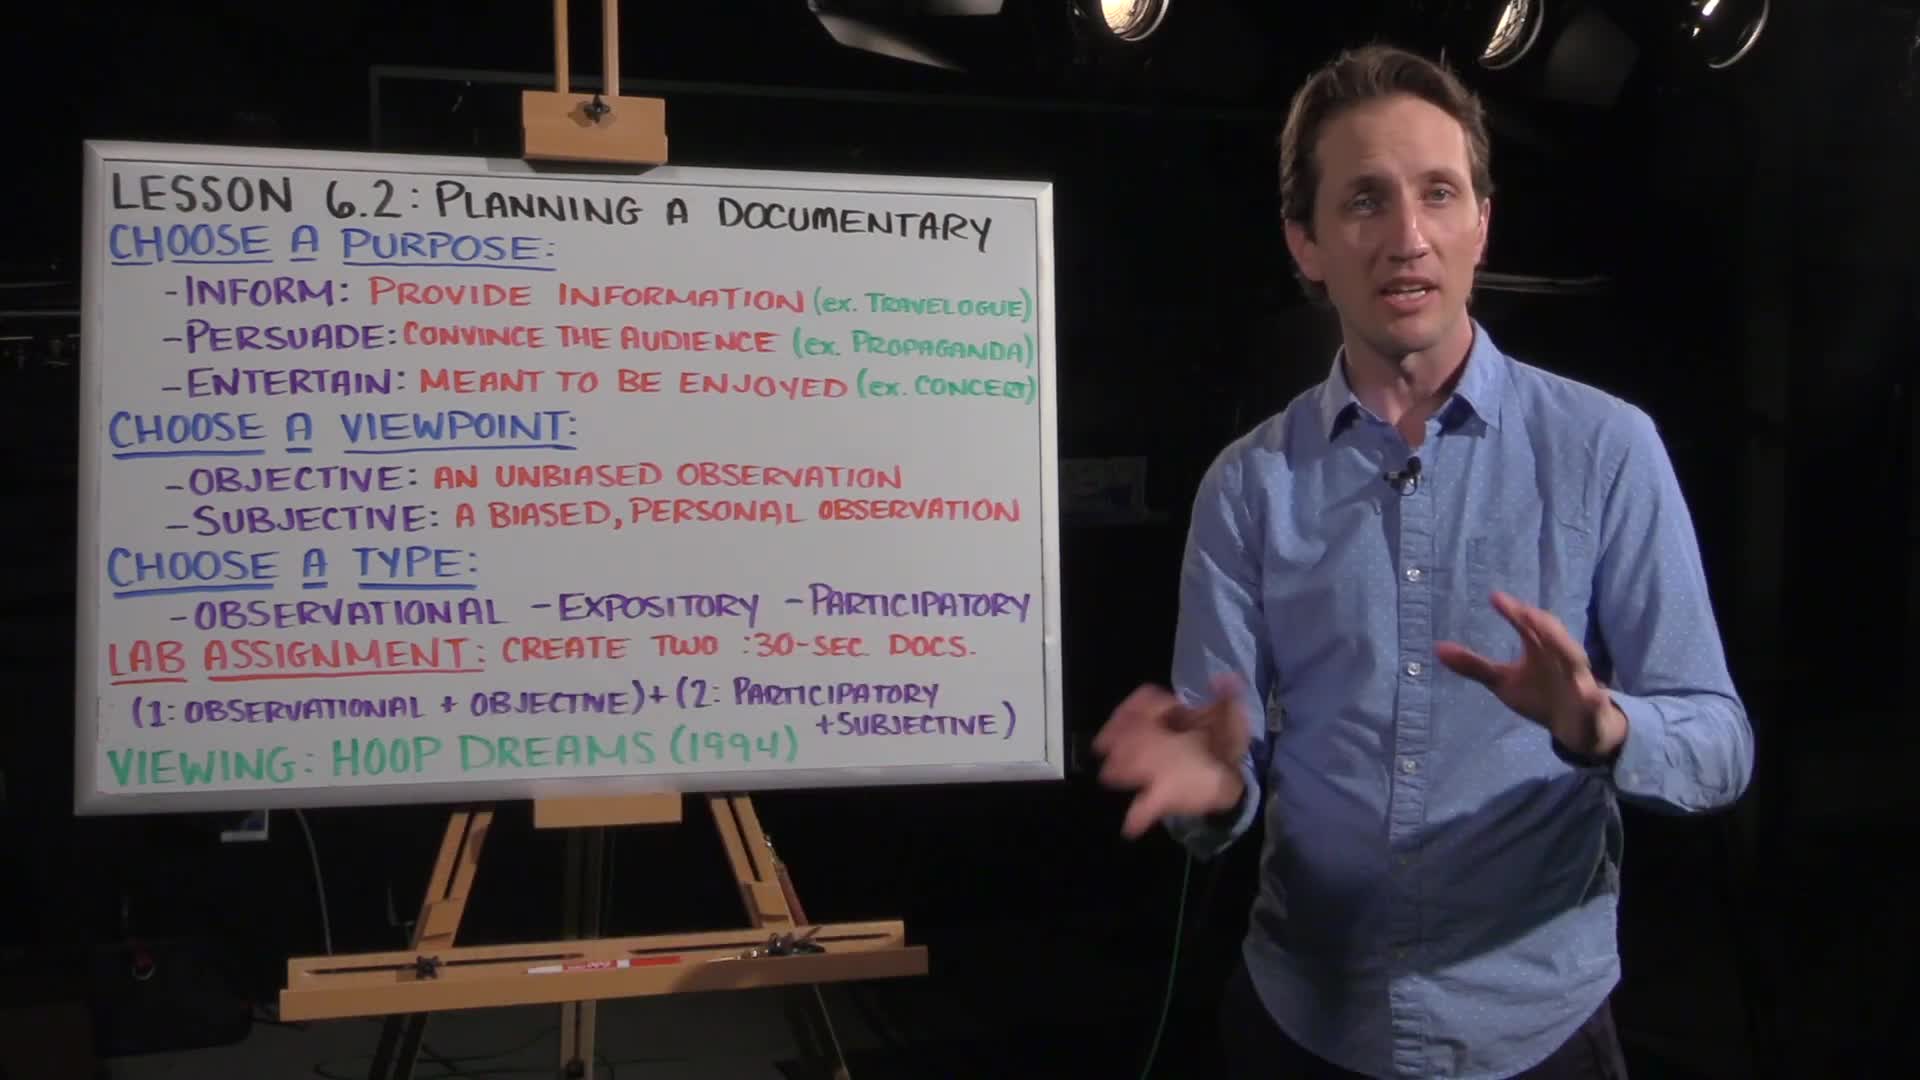 LESSON 6.2: PLANNING A DOCUMENTARY
CHOOSE A PURPOSE:
-INFORM: PROVIDE INFORMATION (ex. TRAVELOGUE)
-PERSUADE: CONVINCE THE AUDIENCE (ex. PROPAGANDA)
-ENTERTAIN: MEANT TO BE ENJOYED (ex. CONCERT)
CHOOSE A VIEWPOINT:
-OBJECTIVE: AN UNBIASED OBSERVATION
-SUBJECTIVE: A BIASED, PERSONAL OBSERVATION
CHOOSE A TYPE:
-OBSERVATIONAL -EXPOSITORY -PARTICIPATORY
LAB ASSIGNMENT: CREATE TWO :30-SEC. DOCS.
(1: OBSERVATIONAL + OBJECTIVE) + (2: PARTICIPATORY
+SUBJECTIVE)
VIEWING: HOOP DREAMS (1994)